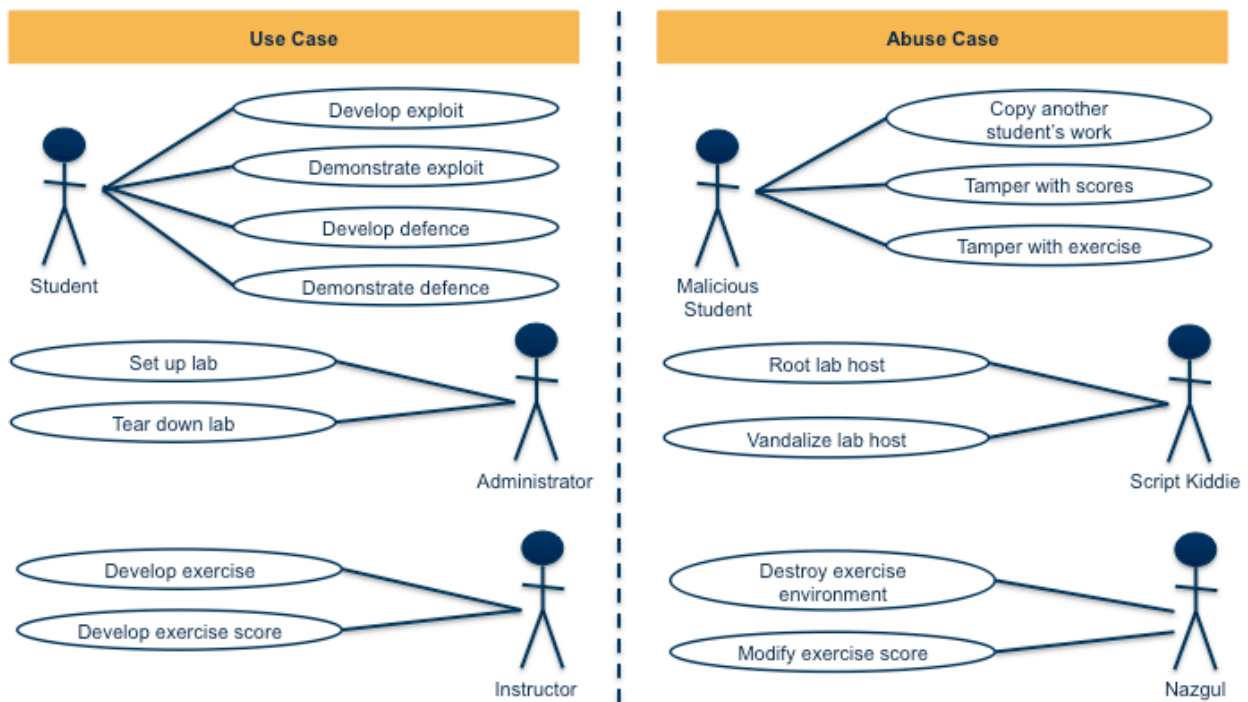 Use Case
Develop exploit
Demonstrate exploit
Develop defence
Demonstrate defence
Student
Set up lab
Tear down lab
Administrator
Develop exercise
Develop exercise score
Instructor
Abuse Case
Copy another
student's work
Tamper with scores
Tamper with exercise
Malicious
Student
Root lab host
Vandalize lab host
Script Kiddie
Destroy exercise
environment
Modify exercise score
Nazgul